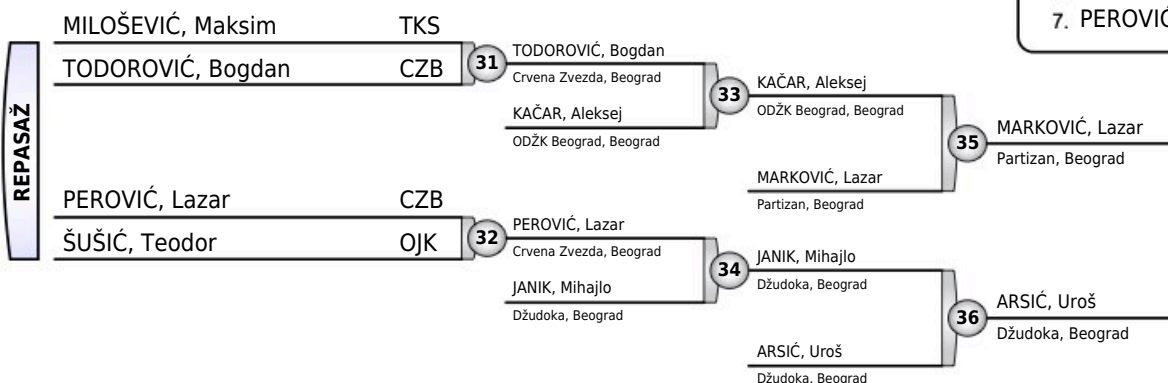 7. PEROVIĆ
REPASAŽ
MILOŠEVIĆ, Maksim TKS
TODOROVIĆ, Bogdan CZB
31
TODOROVIĆ, Bogdan
Crvena Zvezda, Beograd
KAČAR, Aleksej
ODŽK Beograd, Beograd
33
KAČAR, Aleksej
ODŽK Beograd, Beograd
MARKOVIĆ, Lazar
Partizan, Beograd
35
MARKOVIĆ, Lazar
Partizan, Beograd
PEROVIĆ, Lazar CZB
ŠUŠIĆ, Teodor OJK
32
PEROVIĆ, Lazar
Crvena Zvezda, Beograd
JANIK, Mihajlo
Džudoka, Beograd
34
JANIK, Mihajlo
Džudoka, Beograd
ARSIĆ, Uroš
Džudoka, Beograd
36
ARSIĆ, Uroš
Džudoka, Beograd